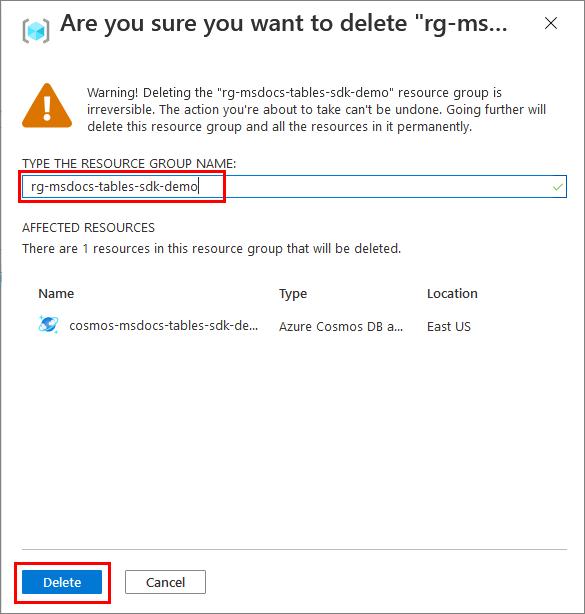 Are you sure you want to delete "rg-ms...
Warning! Deleting the "rg-msdocs-tables-sdk-demo" resource group is
irreversible. The action you're about to take can't be undone. Going further will
delete this resource group and all the resources in it permanently.
TYPE THE RESOURCE GROUP NAME:
rg-msdocs-tables-sdk-demo
AFFECTED RESOURCES
There are 1 resources in this resource group that will be deleted.
Name Type Location
cosmos-msdocs-tables-sdk-de... Azure Cosmos DB a... East US
Delete Cancel